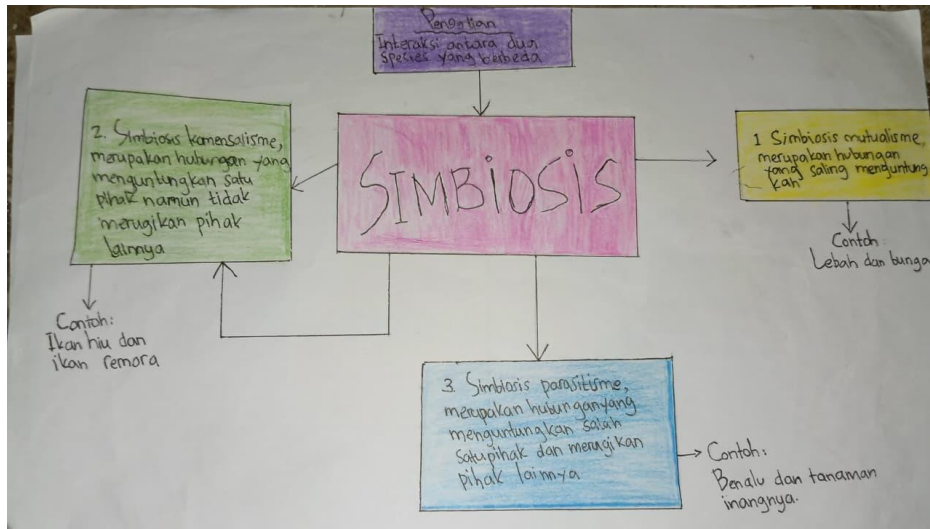 Pengertian
Interaksi antara dua
spesies yang berbeda
SIMBIOSIS
1 Simbiosis mutualisme,
merupakan hubungan
yang saling menguntung
kan
Contoh:
Lebah dan bunga
2. Simbiosis komensalisme,
merupakan hubungan yang
menguntungkan satu
pihak namun tidak
merugikan pihak
lainnya
Contoh:
Ikan hiu dan
ikan remora
3. Simbiosis parasitisme,
merupakan hubunganyang
menguntungkan salah
satu pihak dan merugikan
pihak lainnya
Contoh:
Benalu dan tanaman
inangnya.